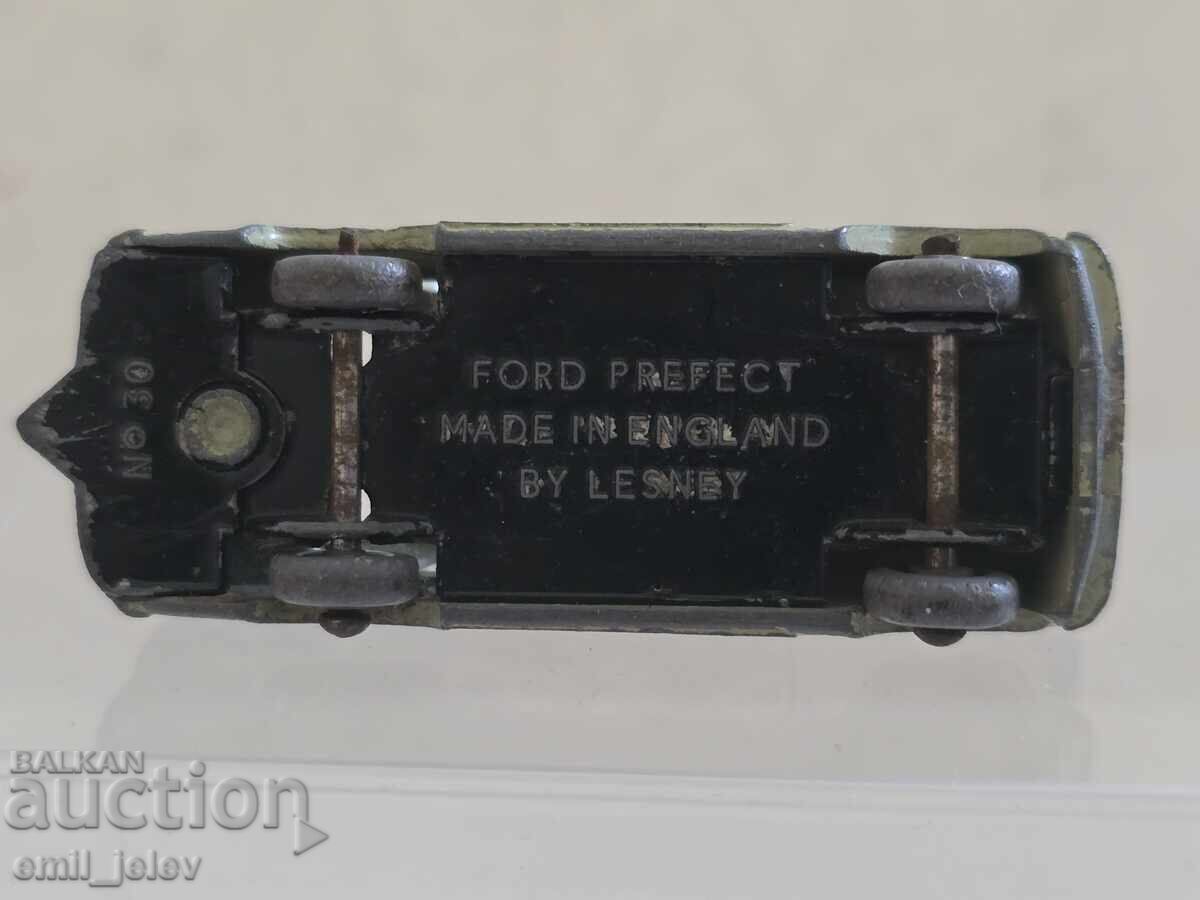 No 30
FORD PREFECT
MADE IN ENGLAND
BY LESNEY
BALKAN
auction
emil_jelev